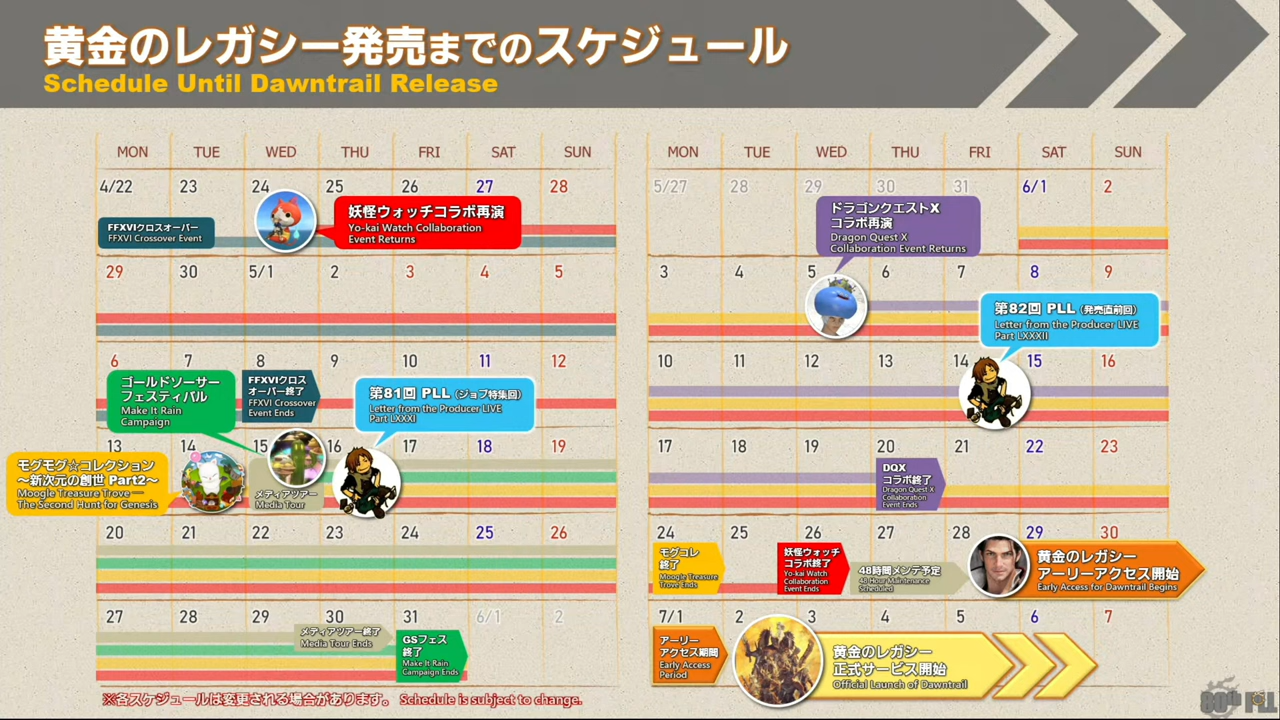 黄金のレガシー発売までのスケジュール
Schedule Until Dawntrail Release
MON TUE WED THU FRI SAT SUN
4/22 23 24 25 26 27 28
FFXVIクロスオーバー
FFXVI Crossover Event
妖怪ウォッチコラボ再演
Yo-kai Watch Collaboration
Event Returns
29 30 5/1 2 3 4 5
6 7 8 9 10 11 12
ゴールドソーサー
フェスティバル
Make It Rain
Campaign
FFXVIクロス
オーバー終了
FFXVI Crossover
Event Ends
第81回 PLL (ジョブ特集回)
Letter from the Producer LIVE
Part LXXXI
13 14 15 16 17 18 19
モグモグ☆コレクション
～新次元の創世 Part2～
Moogle Treasure Trove —
The Second Hunt for Genesis
メディアツアー
Media Tour
20 21 22 23 24 25 26
27 28 29 30 31 6/1 2
メディアツアー終了
Media Tour Ends
GSフェス
終了
Make It Rain
Campaign Ends
※各スケジュールは変更される場合があります。 Schedule is subject to change.
MON TUE WED THU FRI SAT SUN
5/27 28 29 30 31 6/1 2
ドラゴンクエストX
コラボ再演
Dragon Quest X
Collaboration Event Returns
3 4 5 6 7 8 9
第82回 PLL (発売直前回)
Letter from the Producer LIVE
Part LXXXII
10 11 12 13 14 15 16
17 18 19 20 21 22 23
DQX
コラボ終了
Dragon Quest X
Collaboration
Event Ends
24 25 26 27 28 29 30
モグコレ
終了
Moogle Treasure
Trove Ends
妖怪ウォッチ
コラボ終了
Yo-kai Watch
Collaboration
Event Ends
48時間メンテ予定
48 Hour Maintenance
Scheduled
黄金のレガシー
アーリーアクセス開始
Early Access for Dawntrail Begins
7/1 2 3 4 5 6 7
アーリー
アクセス期間
Early Access
Period
黄金のレガシー
正式サービス開始
Official Launch of Dawntrail
80th PLL